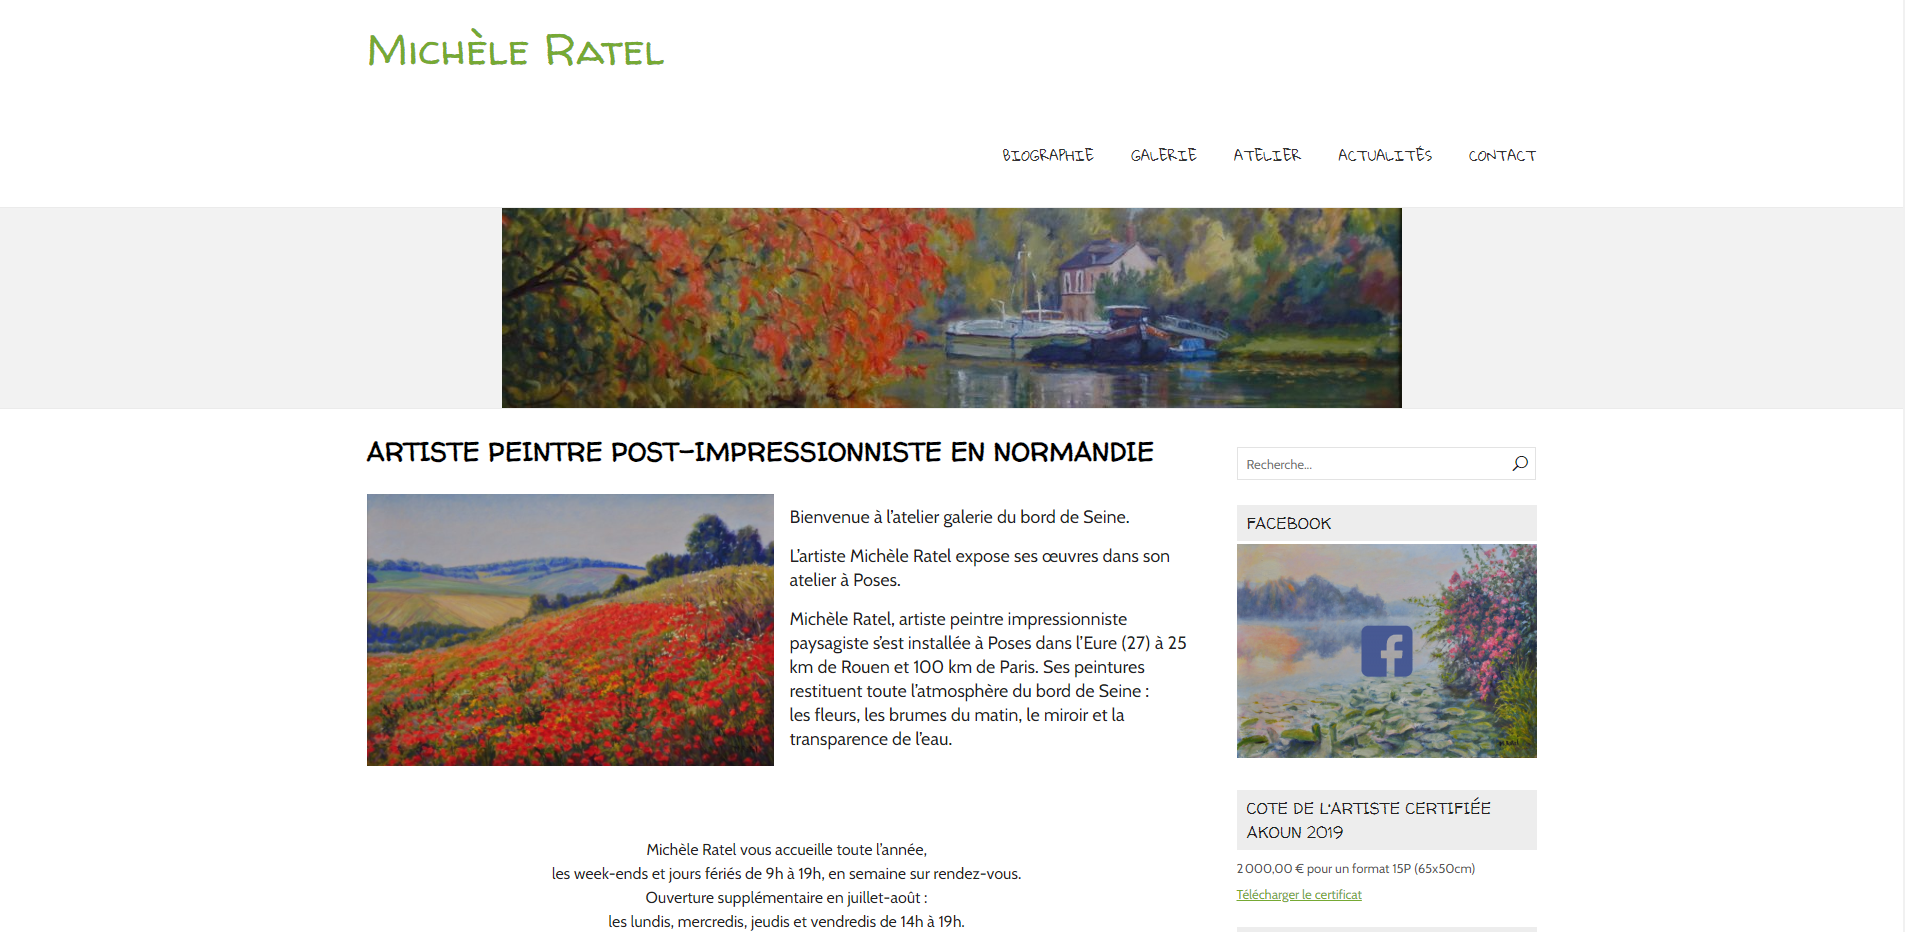 Michèle Ratel
BIOGRAPHIE
GALERIE
ATELIER
ACTUALITÉS
CONTACT
ARTISTE PEINTRE POST-IMPRESSIONNISTE EN NORMANDIE
Bienvenue à l’atelier galerie du bord de Seine.
L’artiste Michèle Ratel expose ses œuvres dans son
atelier à Poses.
Michèle Ratel, artiste peintre impressionniste
paysagiste s’est installée à Poses dans l’Eure (27) à 25
km de Rouen et 100 km de Paris. Ses peintures
restituent toute l’atmosphère du bord de Seine :
les fleurs, les brumes du matin, le miroir et la
transparence de l’eau.
Michèle Ratel vous accueille toute l’année,
les week-ends et jours fériés de 9h à 19h, en semaine sur rendez-vous.
Ouverture supplémentaire en juillet-août :
les lundis, mercredis, jeudis et vendredis de 14h à 19h.
Recherche…
FACEBOOK
COTE DE L’ARTISTE CERTIFIÉE
AKOUN 2019
2 000,00 € pour un format 15P (65x50cm)
Télécharger le certificat